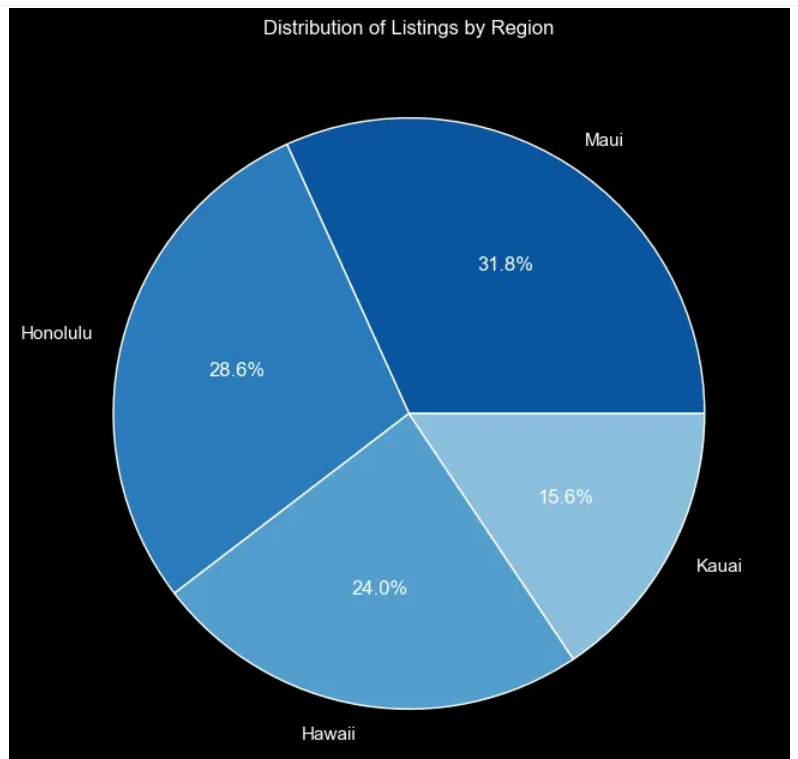 Distribution of Listings by Region
Maui
31.8%
Honolulu
28.6%
15.6%
Kauai
24.0%
Hawaii